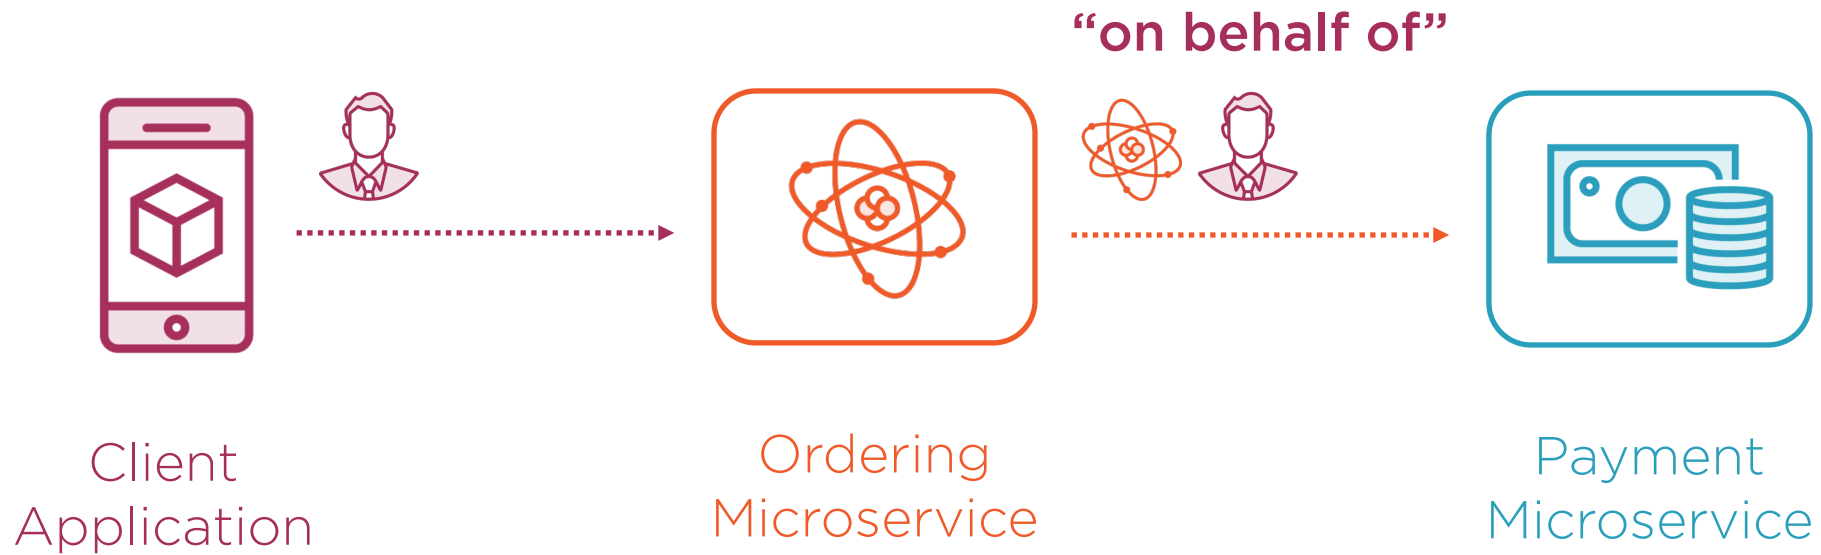 “on behalf of”
Client
Application
Ordering
Microservice
Payment
Microservice